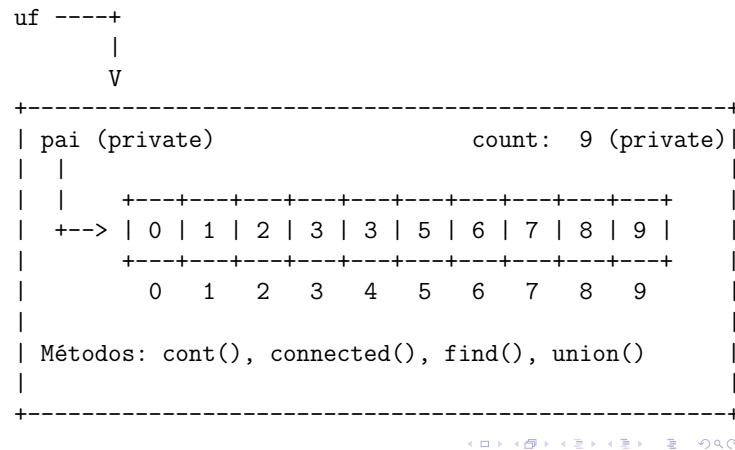 uf ----+
       |
       V
+----------------------------------------------------+
| pai (private)                   count:  9 (private)|
|  |                                                 |
|  |    +---+---+---+---+---+---+---+---+---+---+    |
|  +--> | 0 | 1 | 2 | 3 | 3 | 5 | 6 | 7 | 8 | 9 |    |
|       +---+---+---+---+---+---+---+---+---+---+    |
|         0   1   2   3   4   5   6   7   8   9      |
|                                                    |
| Métodos: cont(), connected(), find(), union()      |
|                                                    |
+----------------------------------------------------+